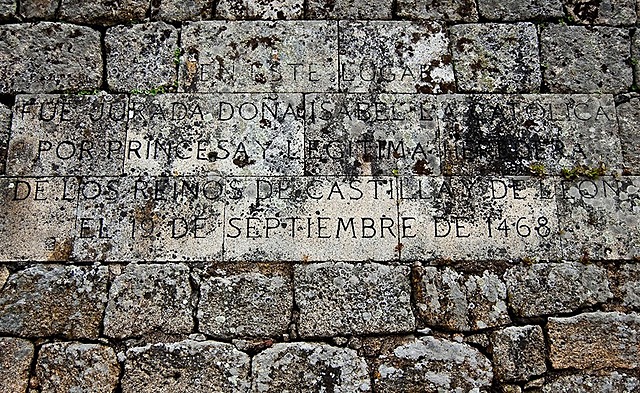 EN ESTE LUGAR
FUE JURADA DOÑA ISABEL LA CATOLICA
POR PRINCESA Y LEGITIMA HEREDERA
DE LOS REINOS DE CASTILLA Y DE LEON
EL 19 DE SEPTIEMBRE DE 1468